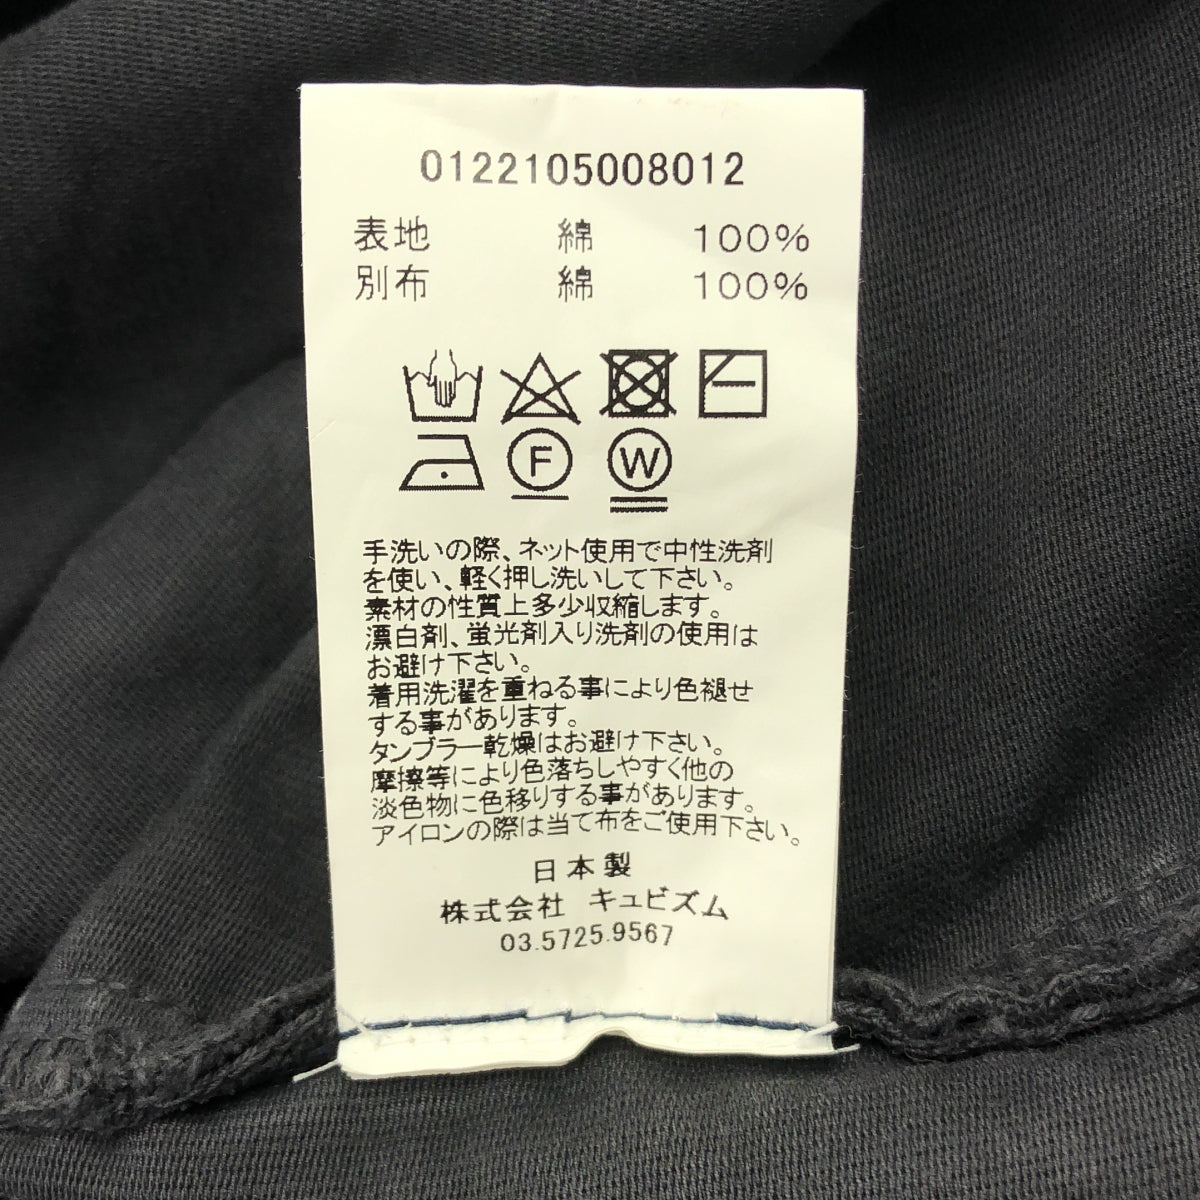 0122105008012
表地 綿 100%
別布 綿 100%
F W
手洗いの際、ネット使用で中性洗剤
を使い、軽く押し洗いして下さい。
素材の性質上多少収縮します。
漂白剤、蛍光剤入り洗剤の使用は
お避け下さい。
着用洗濯を重ねる事により色褪せ
する事があります。
タンブラー乾燥はお避け下さい。
摩擦等により色落ちしやすく他の
淡色物に色移りする事があります。
アイロンの際は当て布をご使用下さい。
日本製
株式会社 キュビズム
03.5725.9567